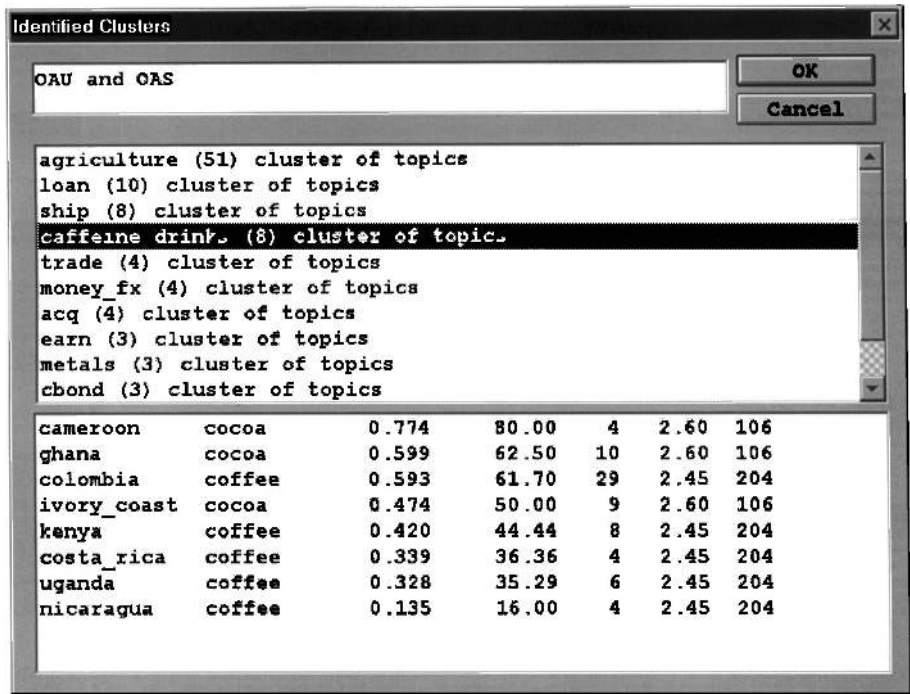 Identified Clusters
OAU and OAS
OK
Cancel
agriculture (51) cluster of topics
loan (10) cluster of topics
ship (8) cluster of topics
caffeine drinks (8) cluster of topics
trade (4) cluster of topics
money_fx (4) cluster of topics
acq (4) cluster of topics
earn (3) cluster of topics
metals (3) cluster of topics
cbond (3) cluster of topics
cameroon cocoa 0.774 80.00 4 2.60 106
ghana cocoa 0.599 62.50 10 2.60 106
colombia coffee 0.593 61.70 29 2.45 204
ivory_coast cocoa 0.474 50.00 9 2.60 106
kenya coffee 0.420 44.44 8 2.45 204
costa_rica coffee 0.339 36.36 4 2.45 204
uganda coffee 0.328 35.29 6 2.45 204
nicaragua coffee 0.135 16.00 4 2.45 204